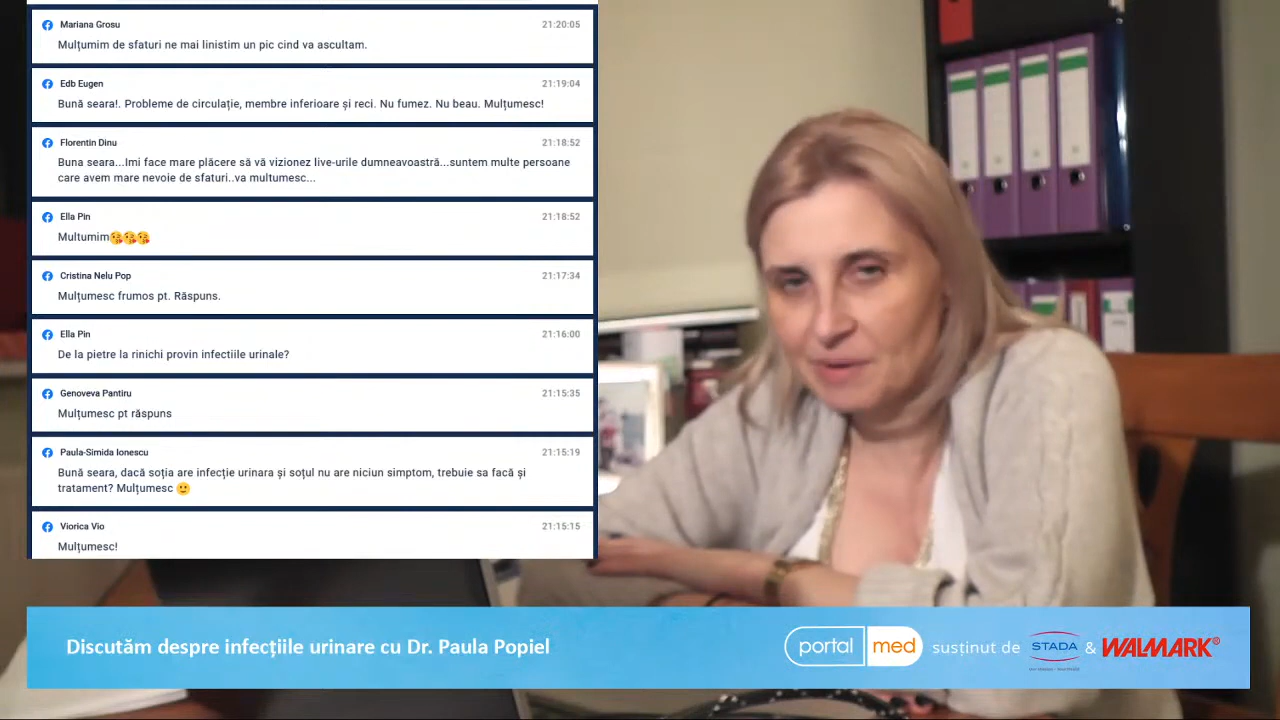 Mariana Grosu
21:20:05
Mulțumim de sfaturi ne mai linistim un pic cind va ascultam.
Edb Eugen
21:19:04
Bună seara!. Probleme de circulație, membre inferioare și reci. Nu fumez. Nu beau. Mulțumesc!
Florentin Dinu
21:18:52
Buna seara...Imi face mare plăcere să vă vizionez live-urile dumneavoastră...suntem multe persoane
care avem mare nevoie de sfaturi..va multumesc...
Ella Pin
21:18:52
Multumim😘😘😘
Cristina Nelu Pop
21:17:34
Mulțumesc frumos pt. Răspuns.
Ella Pin
21:16:00
De la pietre la rinichi provin infectiile urinale?
Genoveva Pantiru
21:15:35
Mulțumesc pt răspuns
Paula-Simida Ionescu
21:15:19
Bună seara, dacă soția are infecție urinara și soțul nu are niciun simptom, trebuie sa facă și
tratament? Mulțumesc 🙂
Viorica Vio
21:15:15
Mulțumesc!
Discutăm despre infecțiile urinare cu Dr. Paula Popiel
portal med susținut de STADA & WALMARK®